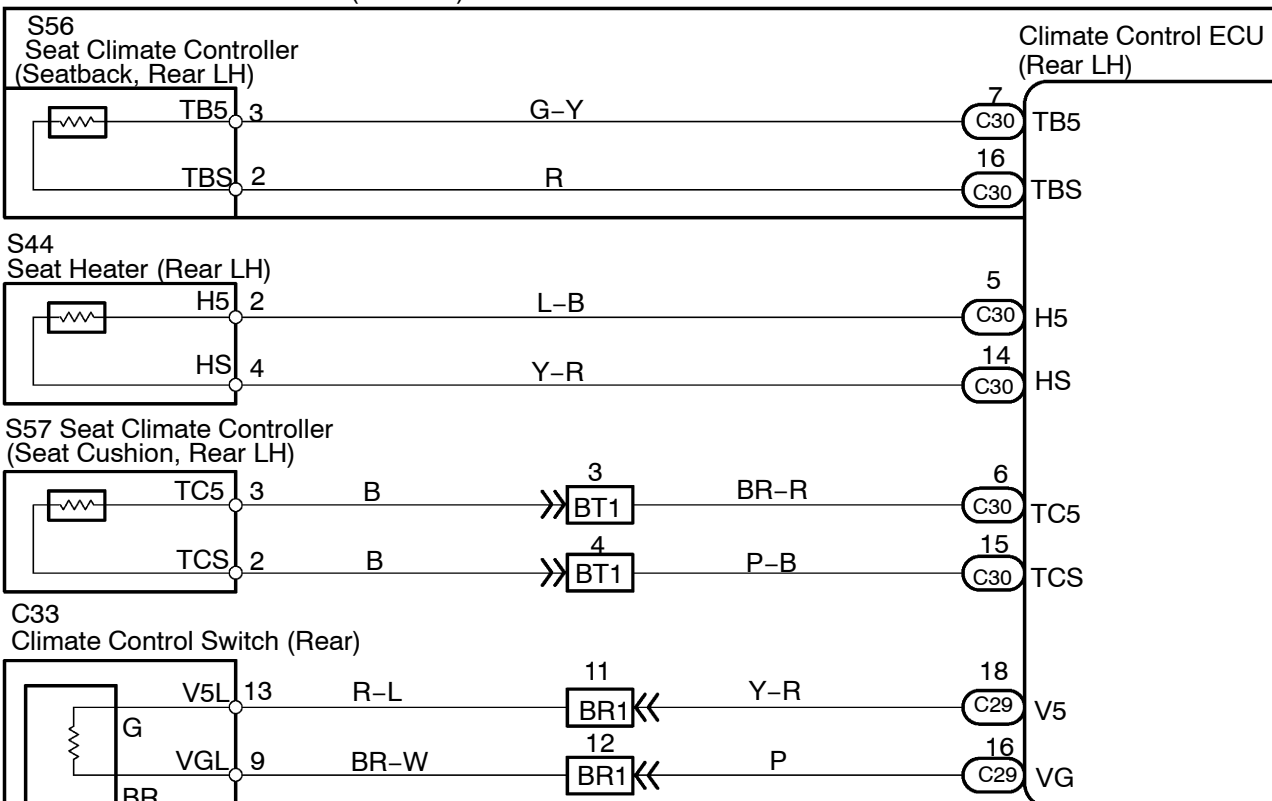 S56
Seat Climate Controller
(Seatback, Rear LH)
Climate Control ECU
(Rear LH)
TB5 3 G-Y 7 C30 TB5
TBS 2 R 16 C30 TBS
S44
Seat Heater (Rear LH)
H5 2 L-B 5 C30 H5
HS 4 Y-R 14 C30 HS
S57 Seat Climate Controller
(Seat Cushion, Rear LH)
TC5 3 B 3 BT1 BR-R 6 C30 TC5
TCS 2 B 4 BT1 P-B 15 C30 TCS
C33
Climate Control Switch (Rear)
V5L 13 R-L 11 BR1 Y-R 18 C29 V5
G
VGL 9 BR-W 12 BR1 P 16 C29 VG
BR